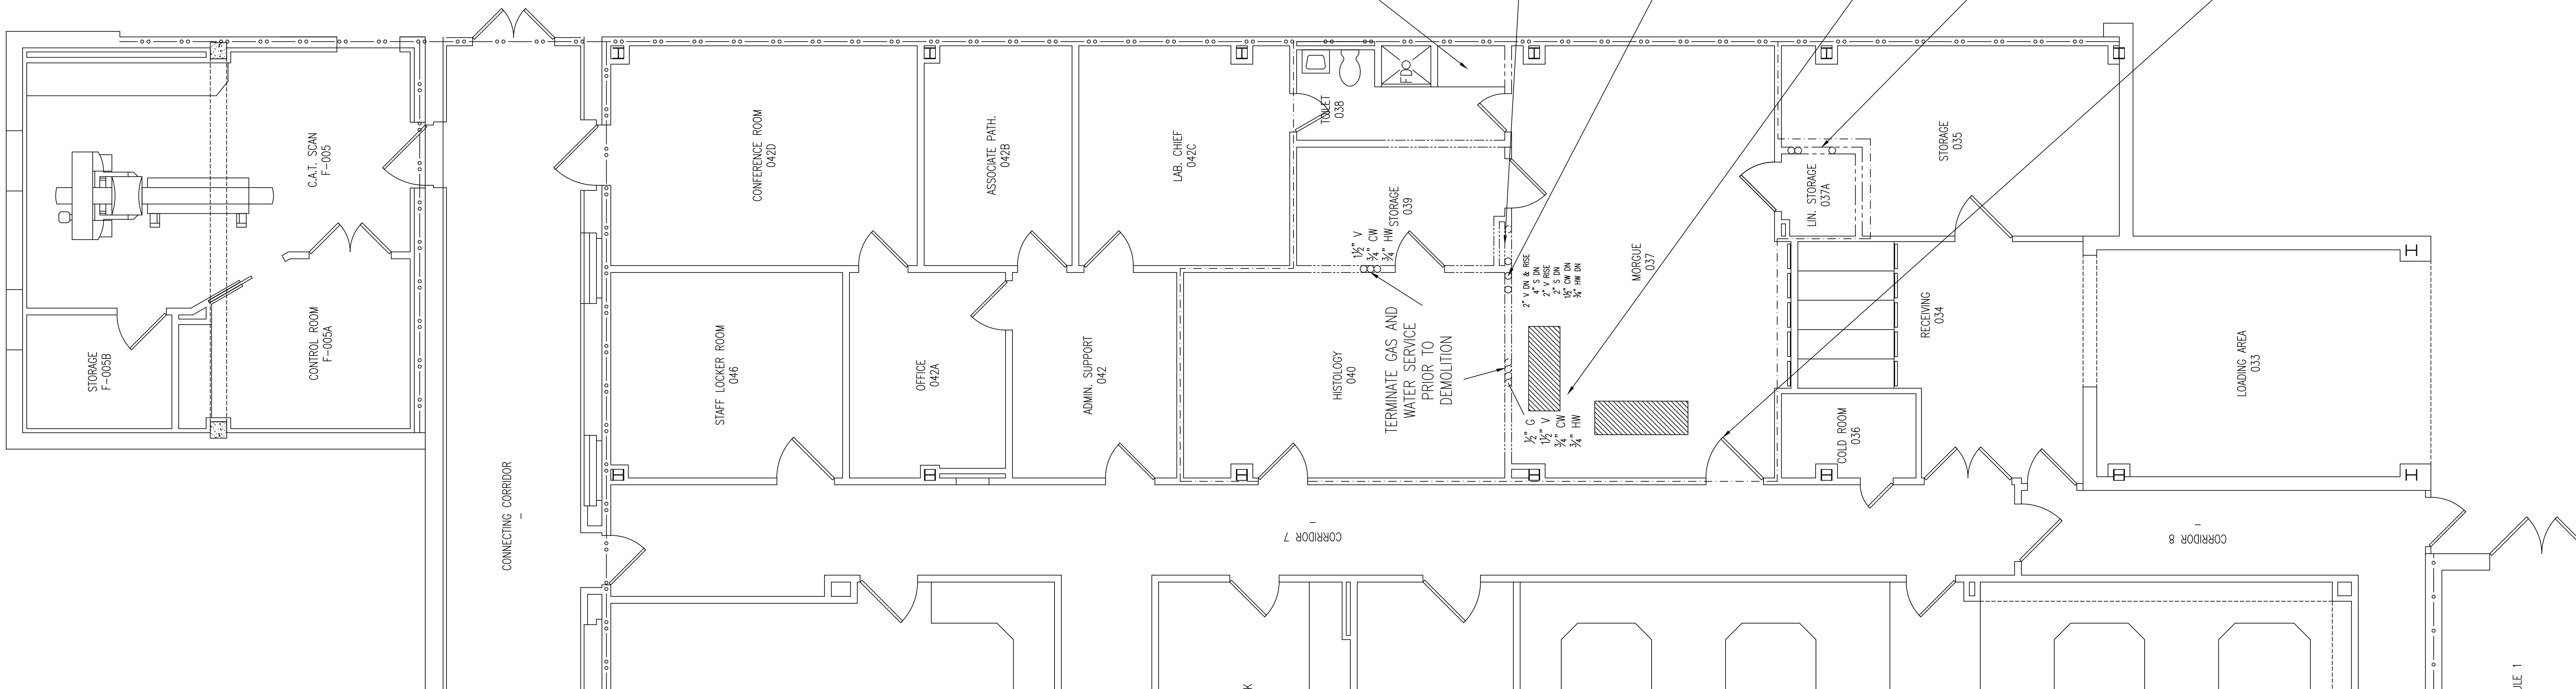 C.A.T. SCAN
F-005
CONTROL ROOM
F-005A
STORAGE
F-005B
CONNECTING CORRIDOR
-
CONFERENCE ROOM
042D
ASSOCIATE PATH.
042B
LAB. CHIEF
042C
TOILET
038
FD
STORAGE
039
1½" V
¾" CW
¾" HW
STAFF LOCKER ROOM
046
OFFICE
042A
ADMIN. SUPPORT
042
HISTOLOGY
040
TERMINATE GAS AND
WATER SERVICE
PRIOR TO
DEMOLITION
2" V DN & RISE
4" S DN
2" V RISE
2" S DN
1½" CW DN
¾" HW DN
½" G
1½" V
¾" CW
¾" HW
MORGUE
037
LIN. STORAGE
037A
STORAGE
035
RECEIVING
034
COLD ROOM
036
LOADING AREA
033
CORRIDOR 7
-
CORRIDOR 8
-
K
ULE 1